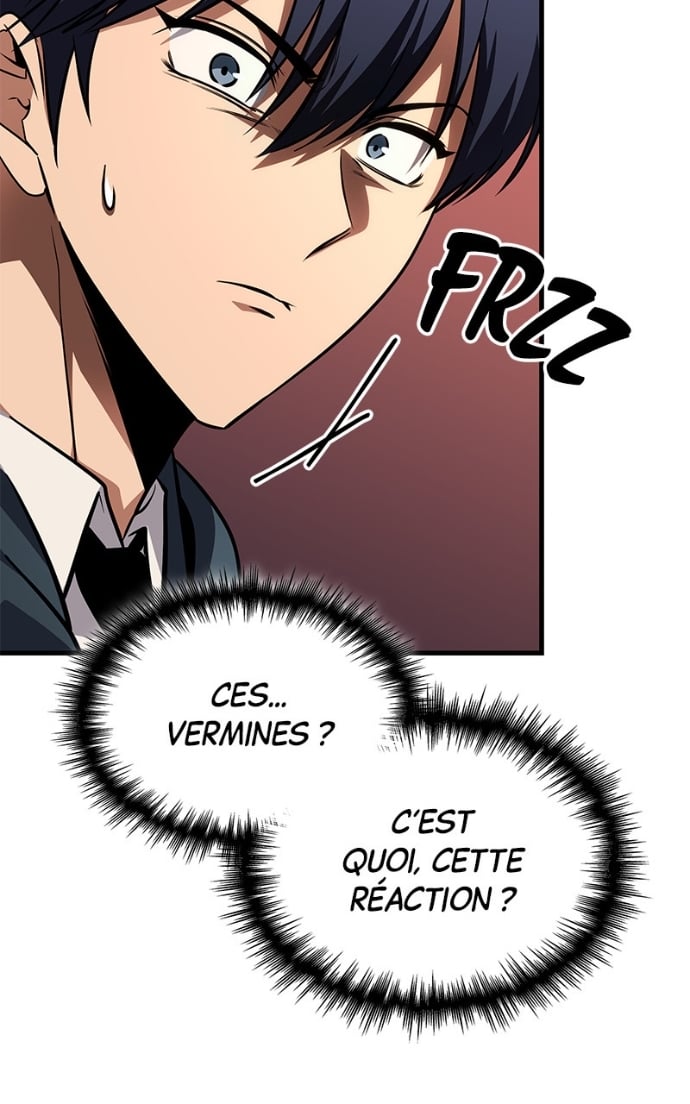 FRZZ
CES...
VERMINES ?
C'EST
QUOI, CETTE
RÉACTION ?